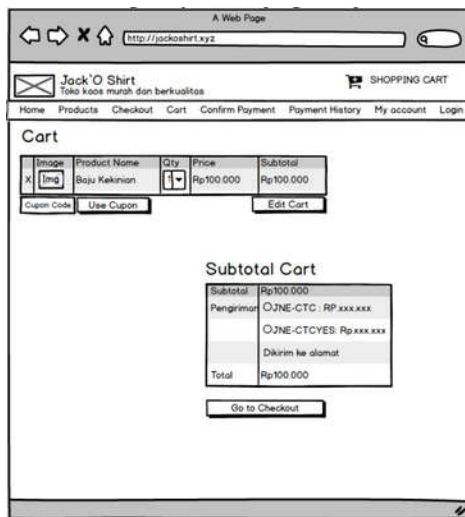 A Web Page
http://jackoshirt.xyz
Jack'O Shirt
Toko kaos murah dan berkualitas
SHOPPING CART
Home Products Checkout Cart Confirm Payment Payment History My account Login
Cart
Image Product Name Qty Price Subtotal
X Img Baju Kekinian 1 Rp100.000 Rp100.000
Cupon Code Use Cupon Edit Cart
Subtotal Cart
Subtotal Rp100.000
Pengiriman JNE-CTC : RP.xxx.xxx
JNE-CTCYES: Rp.xxx.xxx
Dikirim ke alamat
Total Rp100.000
Go to Checkout